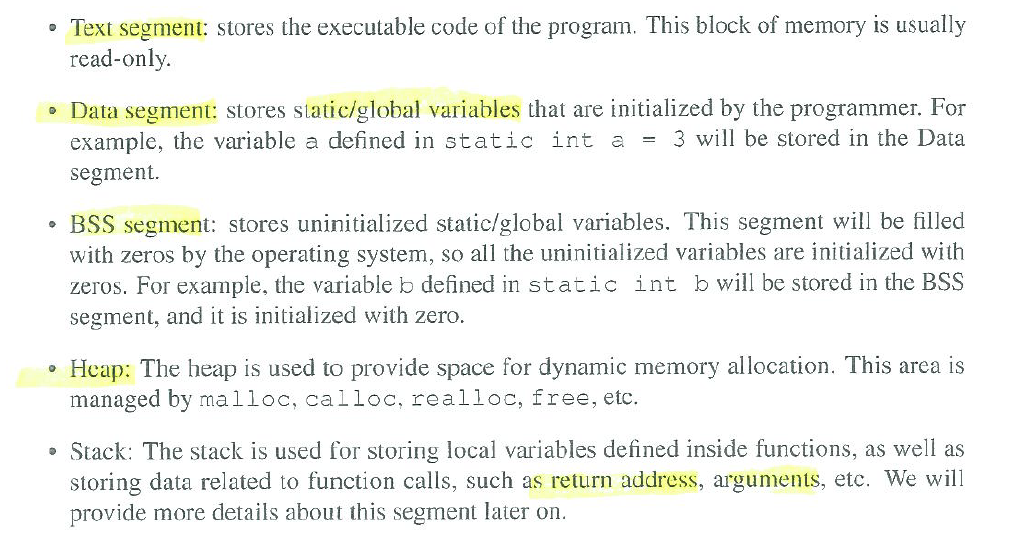 • Text segment: stores the executable code of the program. This block of memory is usually
read-only.
• Data segment: stores static/global variables that are initialized by the programmer. For
example, the variable a defined in static int a = 3 will be stored in the Data
segment.
• BSS segment: stores uninitialized static/global variables. This segment will be filled
with zeros by the operating system, so all the uninitialized variables are initialized with
zeros. For example, the variable b defined in static int b will be stored in the BSS
segment, and it is initialized with zero.
• Heap: The heap is used to provide space for dynamic memory allocation. This area is
managed by malloc, calloc, realloc, free, etc.
• Stack: The stack is used for storing local variables defined inside functions, as well as
storing data related to function calls, such as return address, arguments, etc. We will
provide more details about this segment later on.